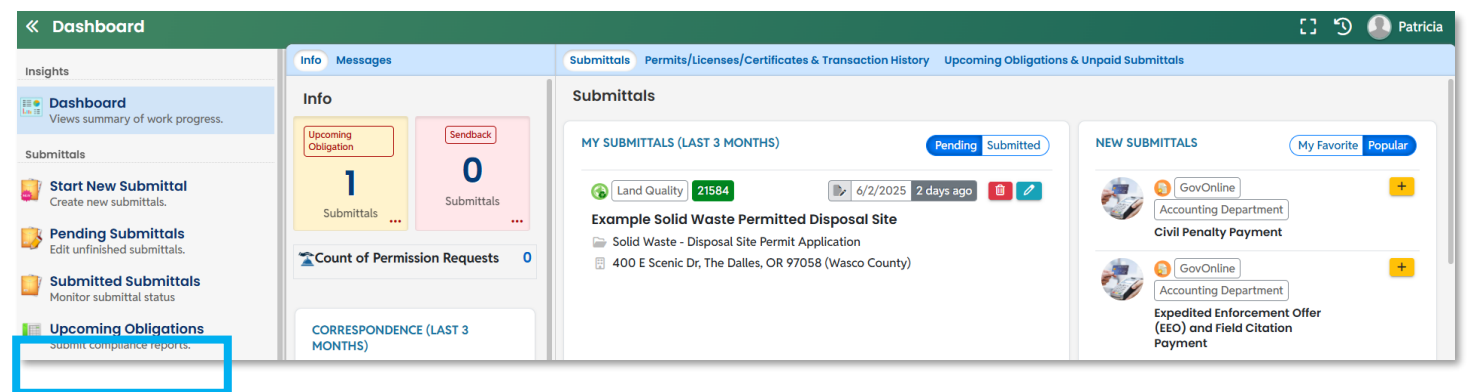 Dashboard
Patricia
Insights
Dashboard
Views summary of work progress.
Submittals
Start New Submittal
Create new submittals.
Pending Submittals
Edit unfinished submittals.
Submitted Submittals
Monitor submittal status
Upcoming Obligations
Submit compliance reports.
Info Messages
Info
Upcoming
Obligation
1
Submittals
...
Sendback
0
Submittals
...
Count of Permission Requests 0
CORRESPONDENCE (LAST 3
MONTHS)
Submittals Permits/Licenses/Certificates & Transaction History Upcoming Obligations & Unpaid Submittals
Submittals
MY SUBMITTALS (LAST 3 MONTHS) Pending Submitted
Land Quality 21584 6/2/2025 2 days ago
Example Solid Waste Permitted Disposal Site
Solid Waste - Disposal Site Permit Application
400 E Scenic Dr, The Dalles, OR 97058 (Wasco County)
NEW SUBMITTALS My Favorite Popular
GovOnline +
Accounting Department
Civil Penalty Payment
GovOnline +
Accounting Department
Expedited Enforcement Offer
(EEO) and Field Citation
Payment